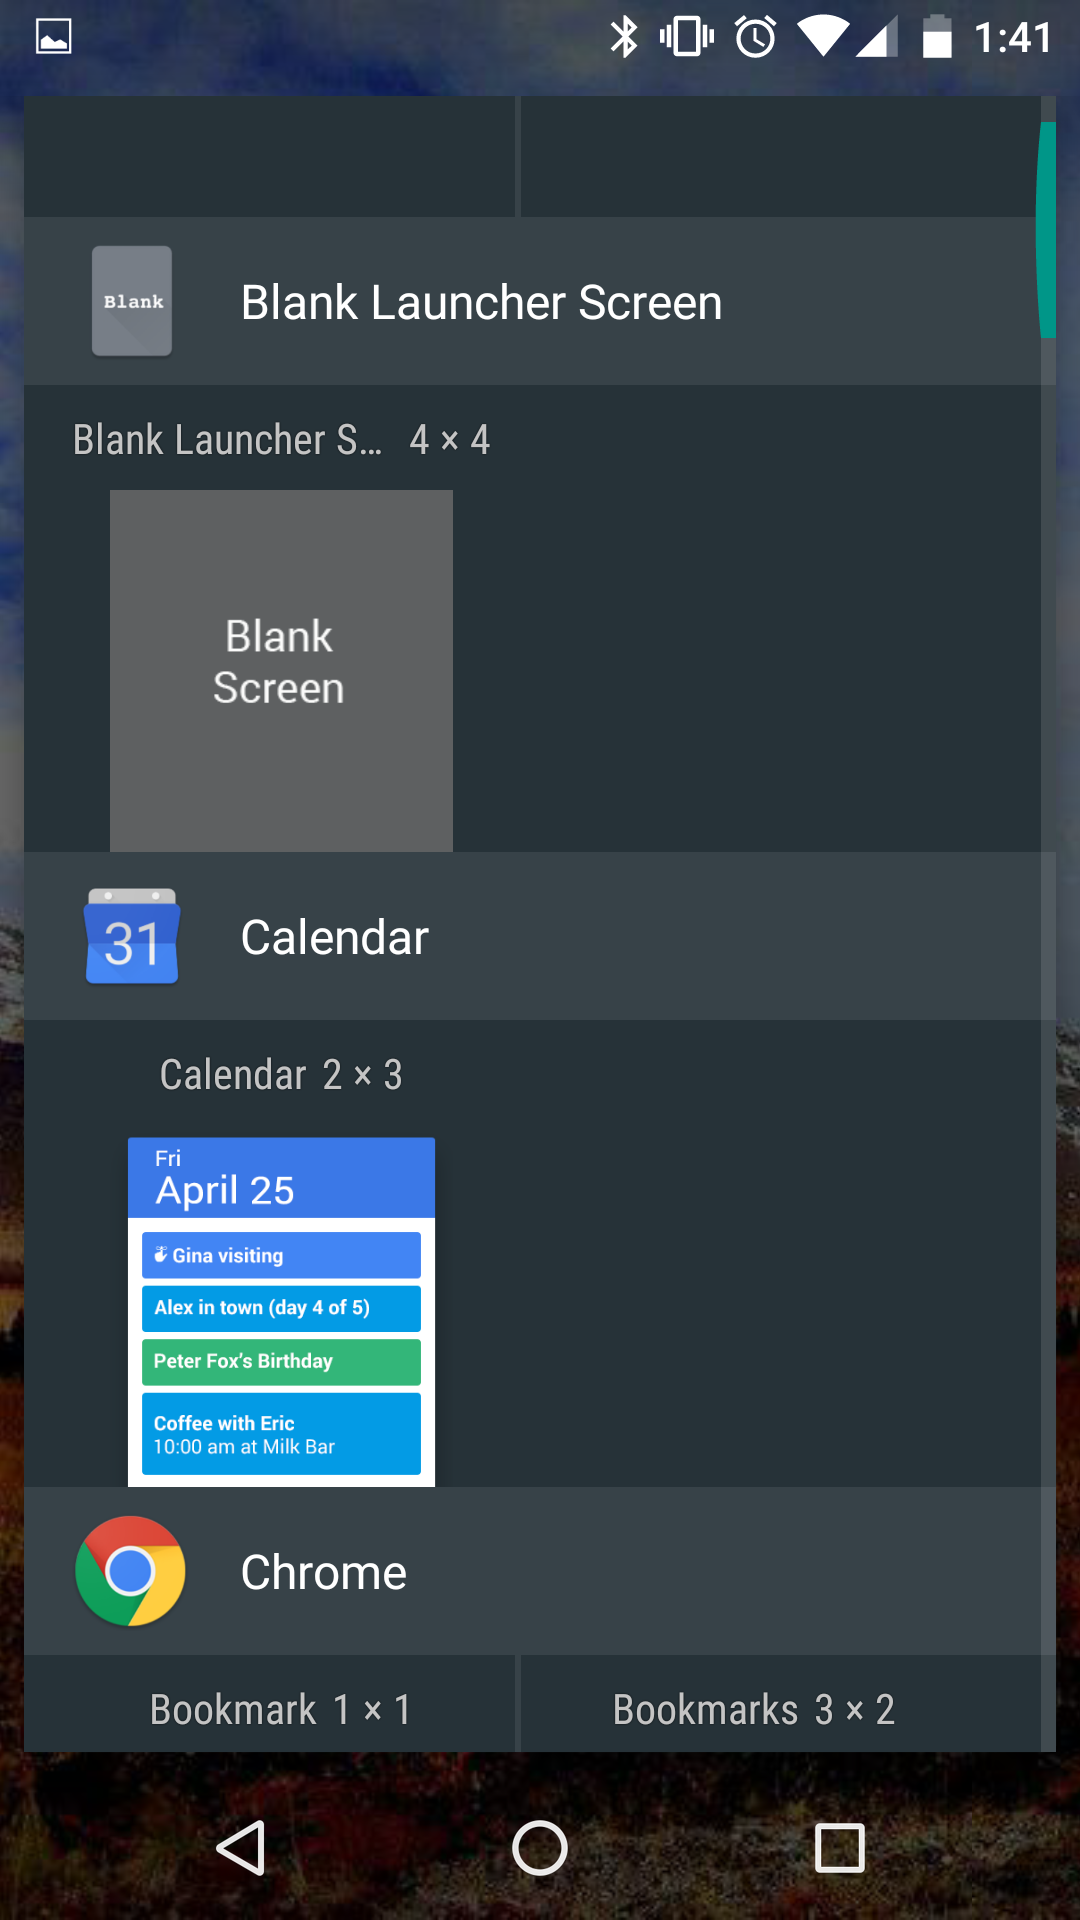 1:41
Blank
Blank Launcher Screen
Blank Launcher S... 4 × 4
Blank
Screen
31
Calendar
Calendar 2 × 3
Fri
April 25
Gina visiting
Alex in town (day 4 of 5)
Peter Fox's Birthday
Coffee with Eric
10:00 am at Milk Bar
Chrome
Bookmark 1 × 1
Bookmarks 3 × 2